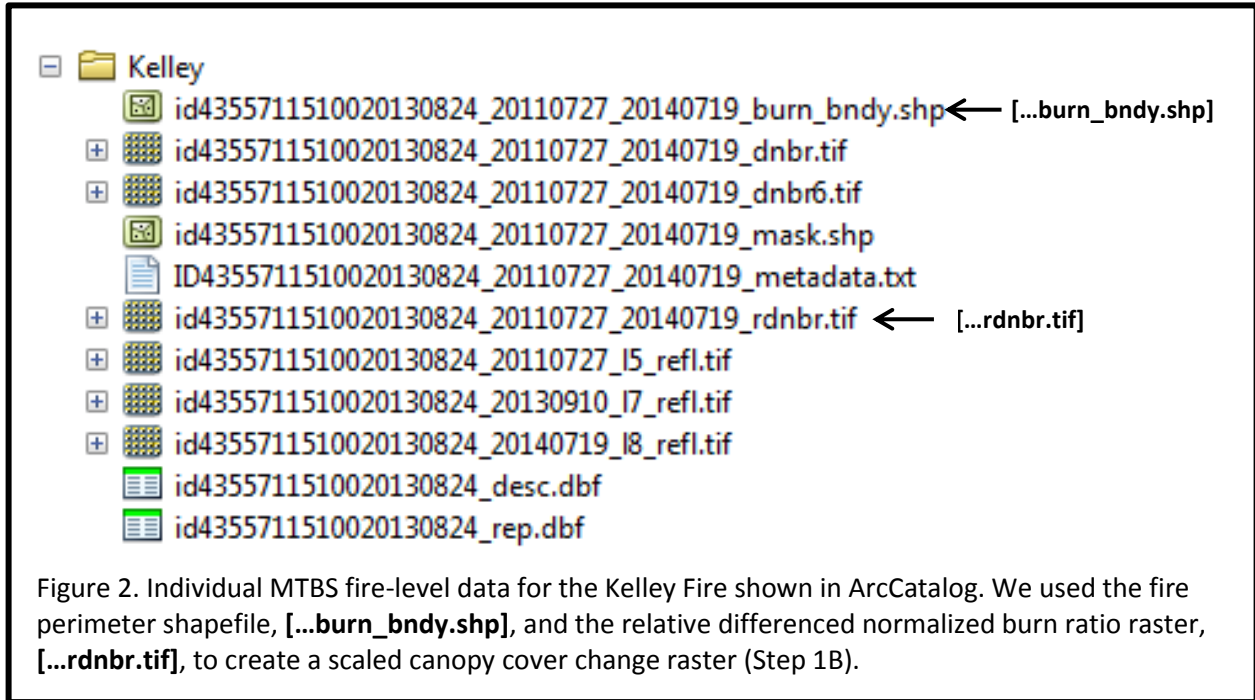 Kelley
id4355711510020130824_20110727_20140719_burn_bndy.shp [...burn_bndy.shp]
id4355711510020130824_20110727_20140719_dnbr.tif
id4355711510020130824_20110727_20140719_dnbr6.tif
id4355711510020130824_20110727_20140719_mask.shp
ID4355711510020130824_20110727_20140719_metadata.txt
id4355711510020130824_20110727_20140719_rdnbr.tif [...rdnbr.tif]
id4355711510020130824_20110727_l5_refl.tif
id4355711510020130824_20130910_l7_refl.tif
id4355711510020130824_20140719_l8_refl.tif
id4355711510020130824_desc.dbf
id4355711510020130824_rep.dbf
Figure 2. Individual MTBS fire-level data for the Kelley Fire shown in ArcCatalog. We used the fire
perimeter shapefile, [...burn_bndy.shp], and the relative differenced normalized burn ratio raster,
[...rdnbr.tif], to create a scaled canopy cover change raster (Step 1B).